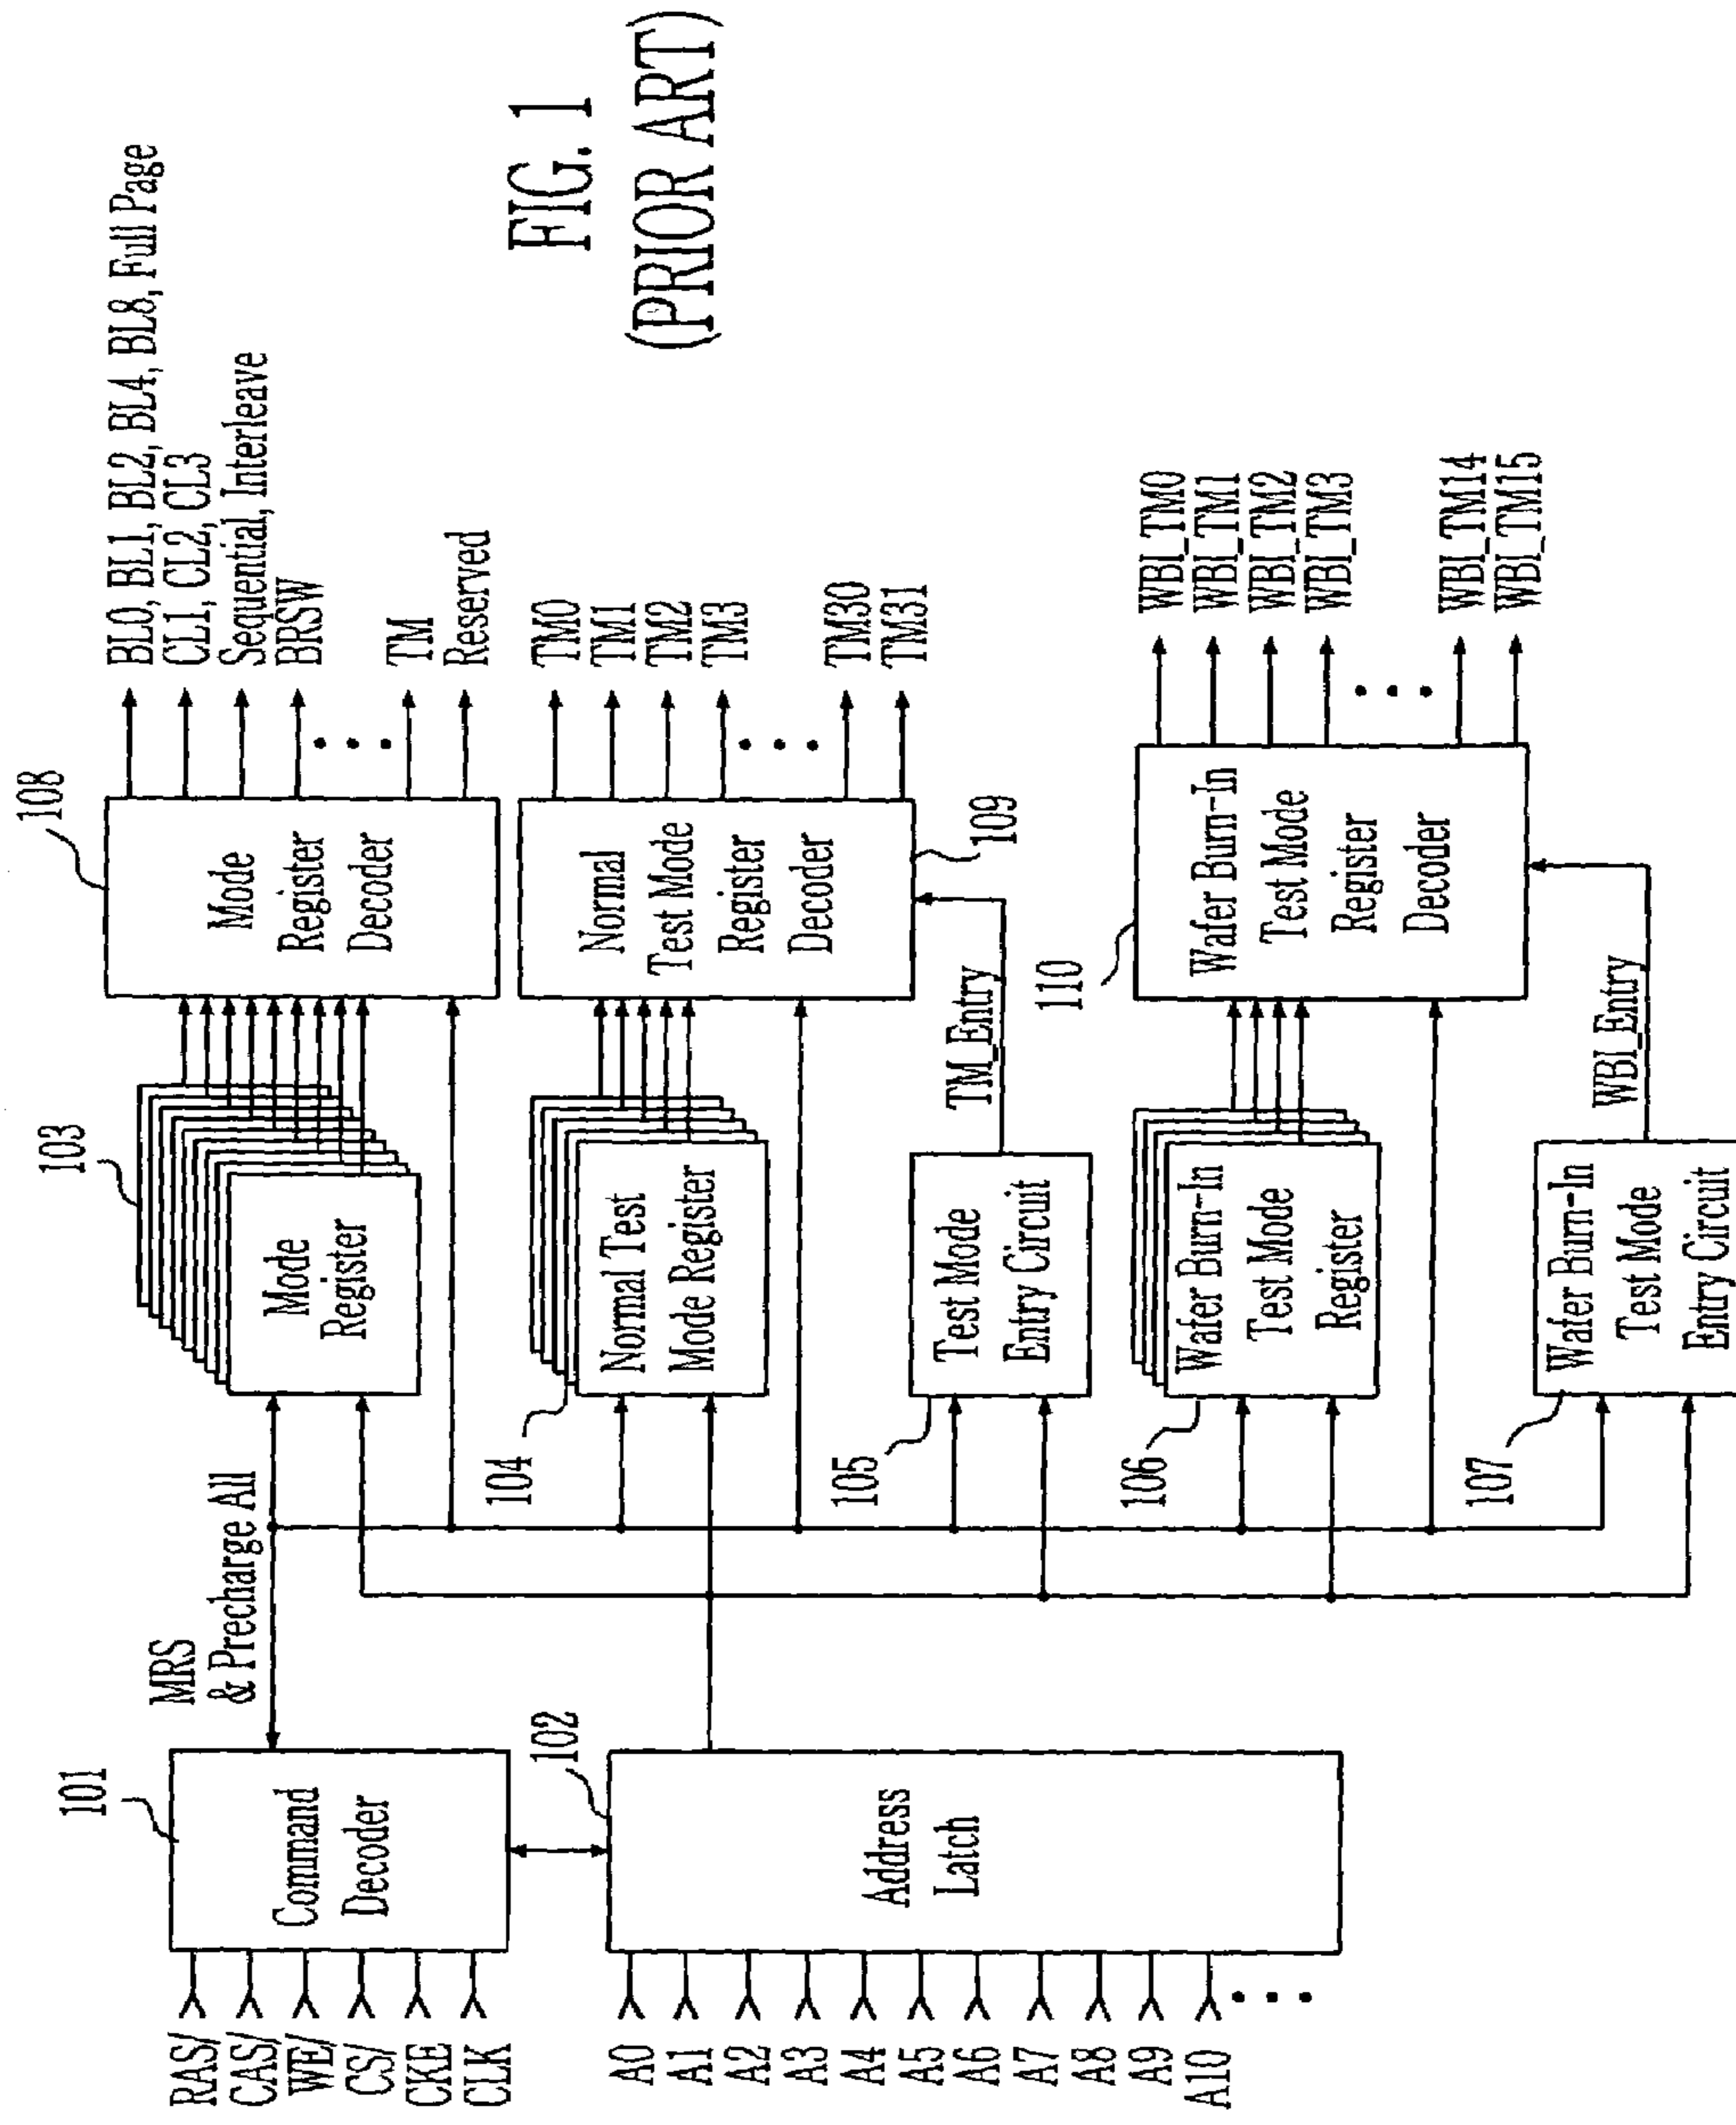 FIG. 1
(PRIOR ART)
RAS/
CAS/
WE/
CS/
CKE
CLK
101
Command
Decoder
MRS
& Precharge All
A0
A1
A2
A3
A4
A5
A6
A7
A8
A9
A10
102
Address
Latch
103
Mode
Register
104
Normal Test
Mode Register
105
Test Mode
Entry Circuit
TM_Entry
106
Wafer Burn-In
Test Mode
Register
107
Wafer Burn-In
Test Mode
Entry Circuit
WBI_Entry
108
Mode
Register
Decoder
BL0, BL1, BL2, BL4, BL8, Full Page
CL1, CL2, CL3
Sequential, Interleave
BRSW
TM
Reserved
109
Normal
Test Mode
Register
Decoder
TM0
TM1
TM2
TM3
TM30
TM31
110
Wafer Burn-In
Test Mode
Register
Decoder
WBI_TM0
WBI_TM1
WBI_TM2
WBI_TM3
WBI_TM14
WBI_TM15